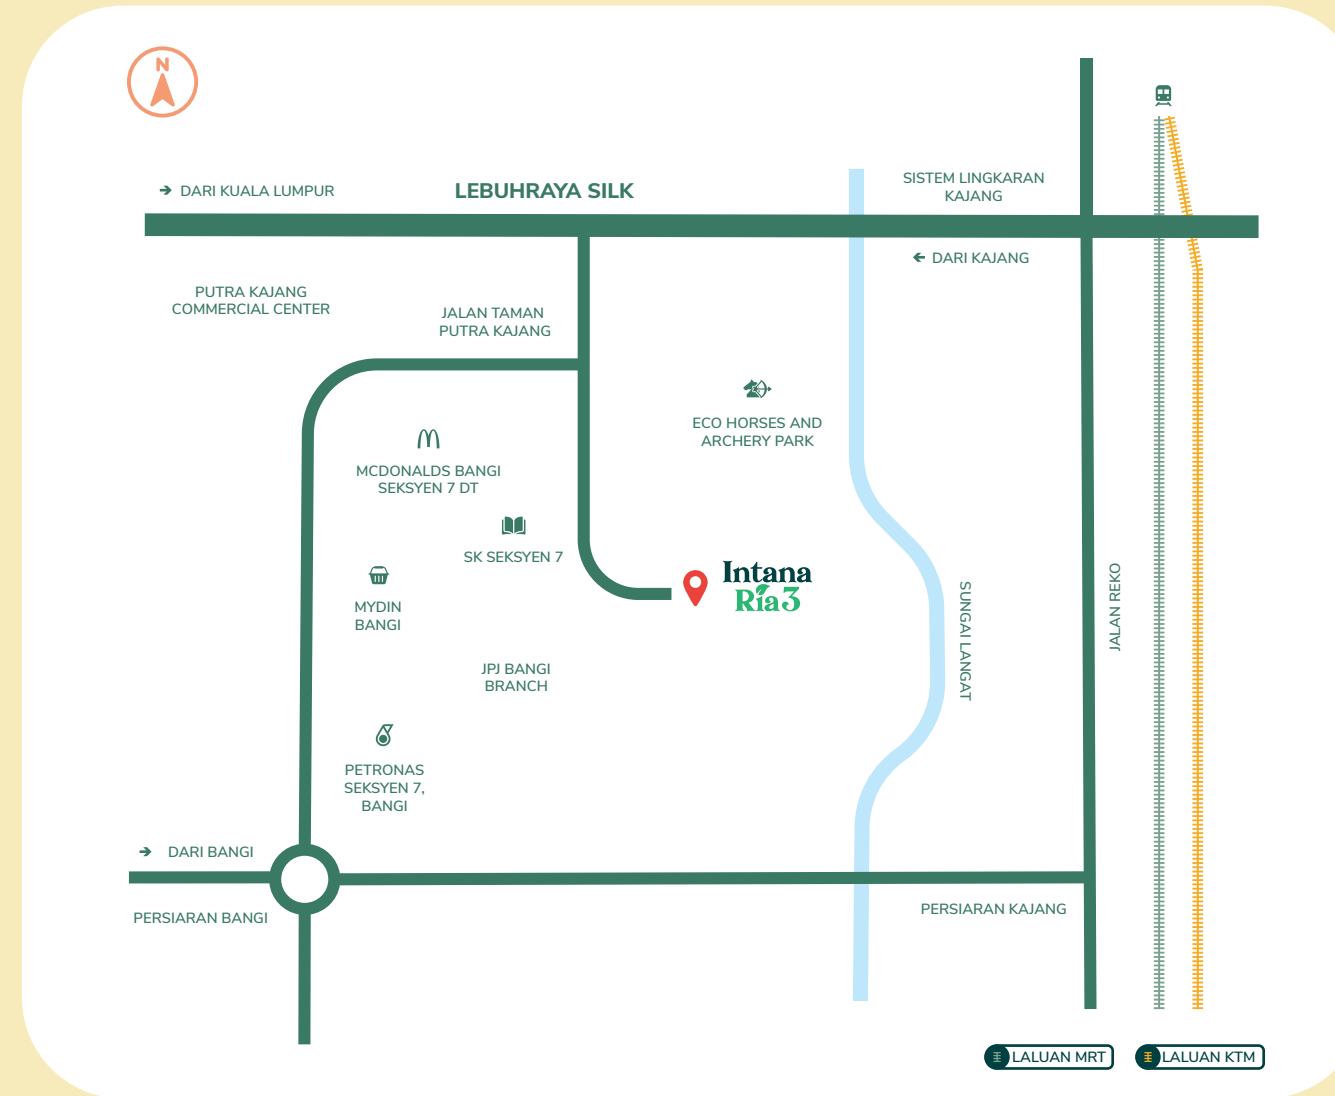 N
DARI KUALA LUMPUR
LEBUHRAYA SILK
SISTEM LINGKARAN
KAJANG
DARI KAJANG
PUTRA KAJANG
COMMERCIAL CENTER
JALAN TAMAN
PUTRA KAJANG
ECO HORSES AND
ARCHERY PARK
MCDONALDS BANGI
SEKSYEN 7 DT
SK SEKSYEN 7
Intana
Ria 3
MYDIN
BANGI
SUNGAI LANGAT
JALAN REKO
JPJ BANGI
BRANCH
PETRONAS
SEKSYEN 7,
BANGI
DARI BANGI
PERSIARAN BANGI
PERSIARAN KAJANG
LALUAN MRT
LALUAN KTM